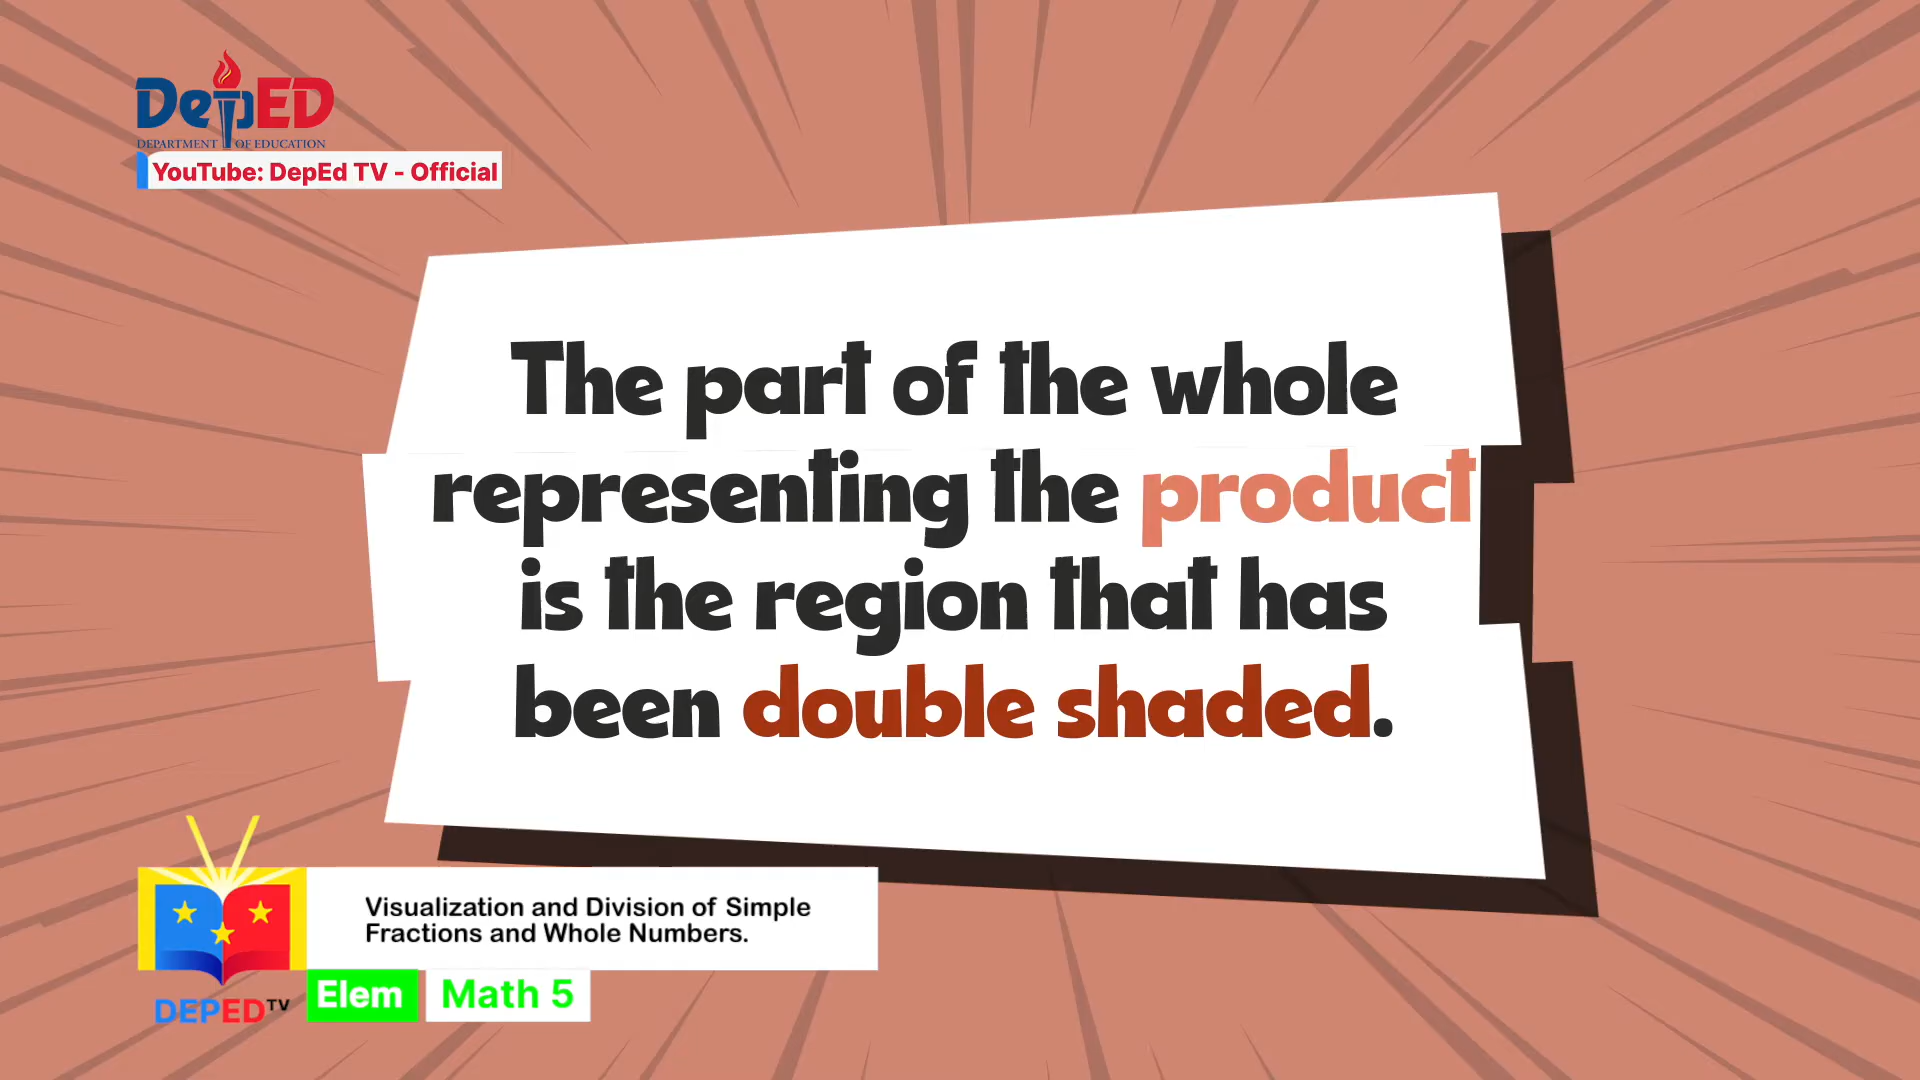 DepED
DEPARTMENT OF EDUCATION
YouTube: DepEd TV - Official
The part of the whole
representing the product
is the region that has
been double shaded.
Visualization and Division of Simple
Fractions and Whole Numbers.
DEPED TV
Elem
Math 5